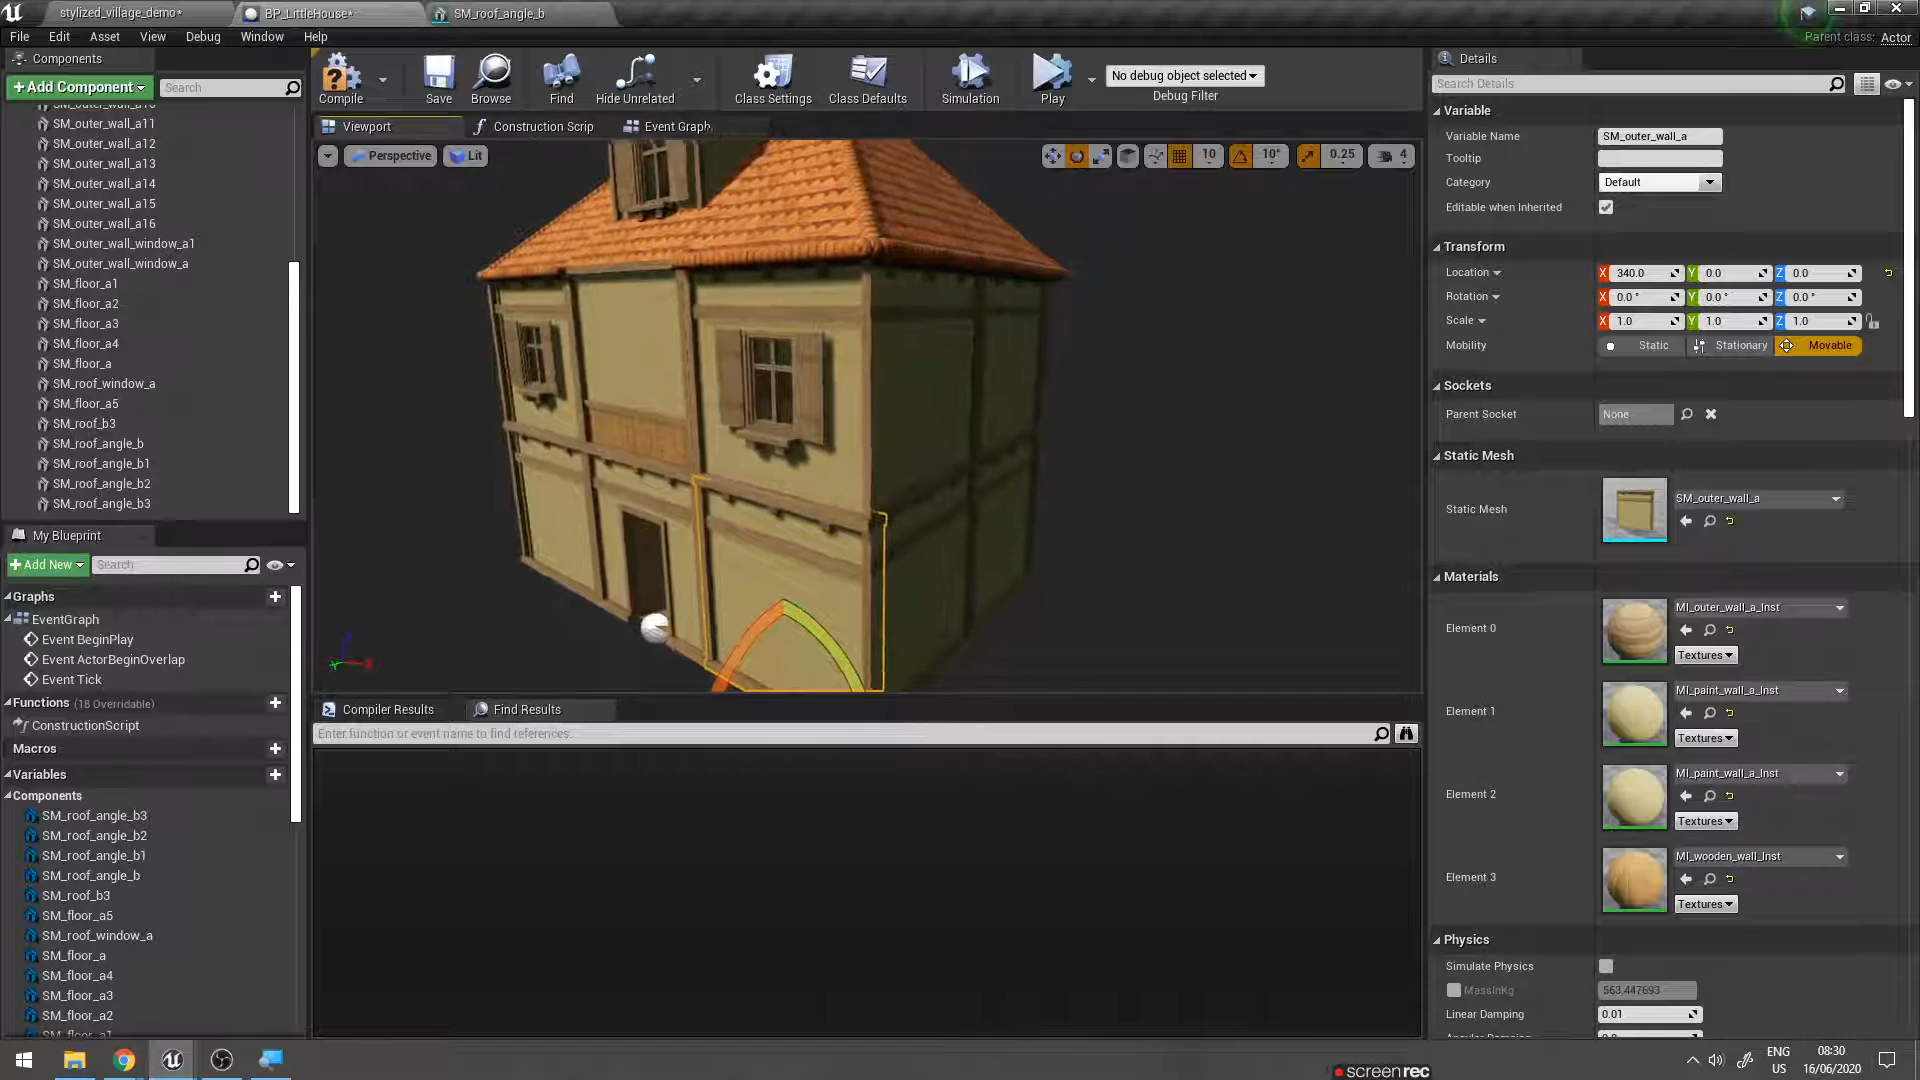 stylized_village_demo*
BP_LittleHouse*
SM_roof_angle_b
File Edit Asset View Debug Window Help
Parent class: Actor
Components
+Add Component
Search
SM_outer_wall_a11
SM_outer_wall_a12
SM_outer_wall_a13
SM_outer_wall_a14
SM_outer_wall_a15
SM_outer_wall_a16
SM_outer_wall_window_a1
SM_outer_wall_window_a
SM_floor_a1
SM_floor_a2
SM_floor_a3
SM_floor_a4
SM_floor_a
SM_roof_window_a
SM_floor_a5
SM_roof_b3
SM_roof_angle_b
SM_roof_angle_b1
SM_roof_angle_b2
SM_roof_angle_b3
My Blueprint
+Add New
Search
Graphs
EventGraph
Event BeginPlay
Event ActorBeginOverlap
Event Tick
Functions (18 Overridable)
ConstructionScript
Macros
Variables
Components
SM_roof_angle_b3
SM_roof_angle_b2
SM_roof_angle_b1
SM_roof_angle_b
SM_roof_b3
SM_floor_a5
SM_roof_window_a
SM_floor_a
SM_floor_a4
SM_floor_a3
SM_floor_a2
SM_floor_a1
Compile Save Browse Find Hide Unrelated Class Settings Class Defaults Simulation Play
No debug object selected
Debug Filter
Viewport Construction Scrip Event Graph
Perspective Lit
10 10° 0.25 4
Compiler Results Find Results
Enter function or event name to find references...
Details
Search Details
Variable
Variable Name SM_outer_wall_a
Tooltip
Category Default
Editable when Inherited
Transform
Location X 340.0 Y 0.0 Z 0.0
Rotation X 0.0 ° Y 0.0 ° Z 0.0 °
Scale X 1.0 Y 1.0 Z 1.0
Mobility Static Stationary Movable
Sockets
Parent Socket None
Static Mesh
Static Mesh SM_outer_wall_a
Materials
Element 0 MI_outer_wall_a_Inst
Textures
Element 1 MI_paint_wall_a_Inst
Textures
Element 2 MI_paint_wall_a_Inst
Textures
Element 3 MI_wooden_wall_Inst
Textures
Physics
Simulate Physics
MassInKg 563.447693
Linear Damping 0.01
ENG
US
08:30
16/06/2020
screenrec